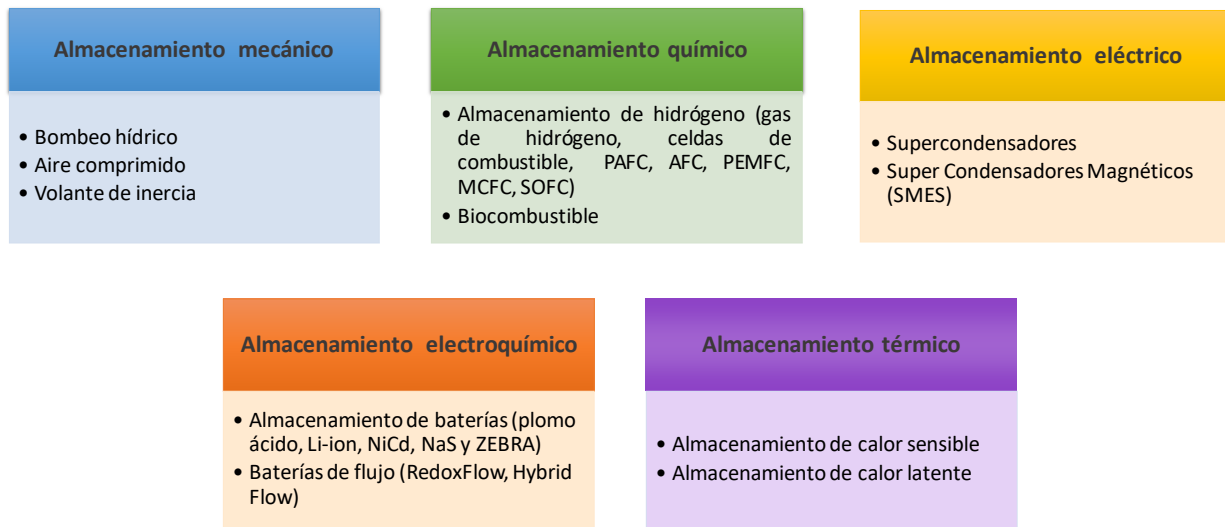 Almacenamiento mecánico
• Bombeo hídrico
• Aire comprimido
• Volante de inercia
Almacenamiento químico
• Almacenamiento de hidrógeno (gas
de hidrógeno, celdas de
combustible, PAFC, AFC, PEMFC,
MCFC, SOFC)
• Biocombustible
Almacenamiento eléctrico
• Supercondensadores
• Super Condensadores Magnéticos
(SMES)
Almacenamiento electroquímico
• Almacenamiento de baterías (plomo
ácido, Li-ion, NiCd, NaS y ZEBRA)
• Baterías de flujo (RedoxFlow, Hybrid
Flow)
Almacenamiento térmico
• Almacenamiento de calor sensible
• Almacenamiento de calor latente